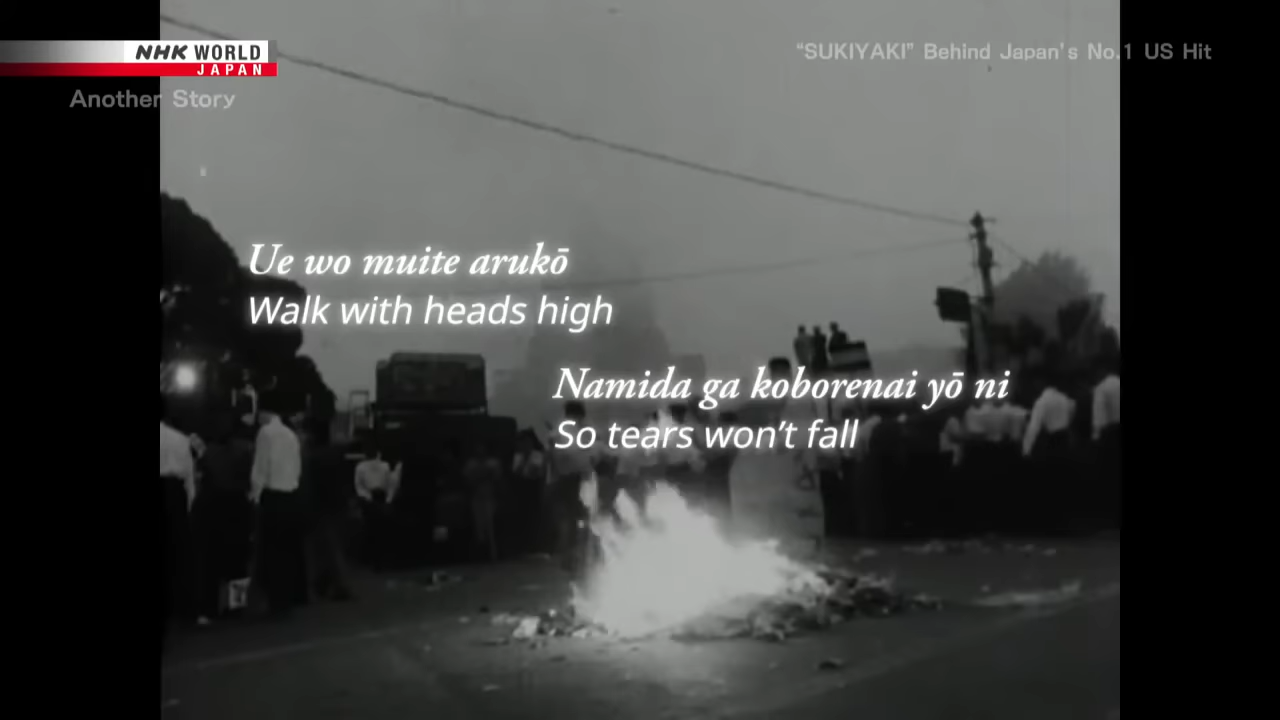 NHK WORLD
JAPAN
Another Story
“SUKIYAKI” Behind Japan's No.1 US Hit
Ue wo muite arukō
Walk with heads high
Namida ga koborenai yō ni
So tears won't fall